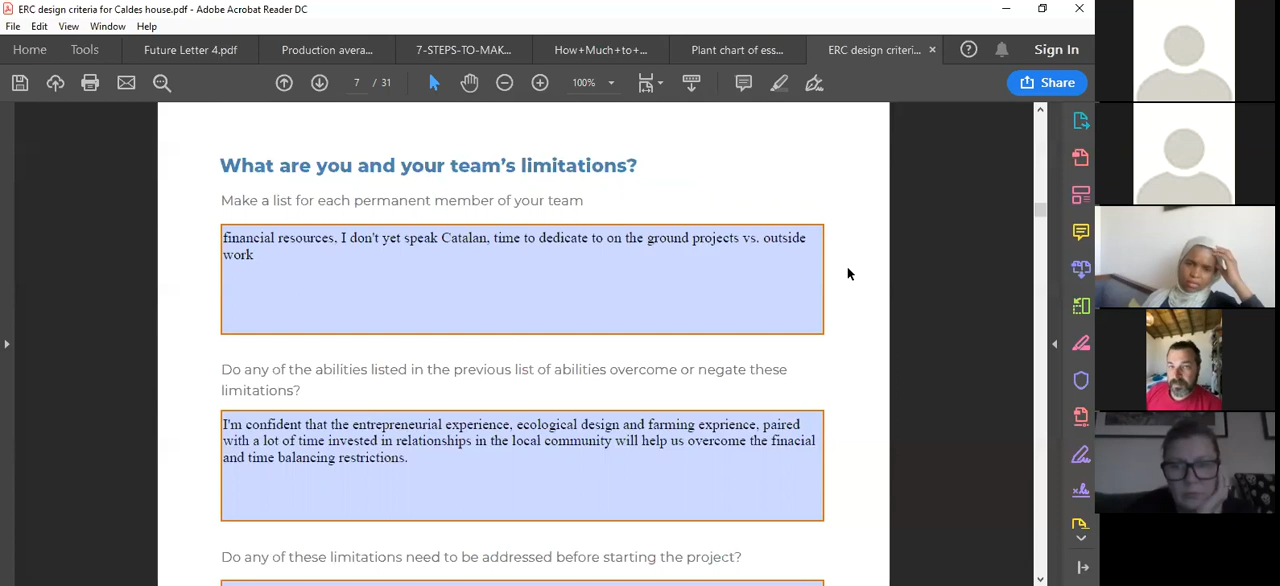 ERC design criteria for Caldes house.pdf - Adobe Acrobat Reader DC
File Edit View Window Help
Home Tools Future Letter 4.pdf Production avera... 7-STEPS-TO-MAK... How+Much+to+... Plant chart of ess... ERC design criteri... × Sign In
7 / 31 100% Share
What are you and your team's limitations?
Make a list for each permanent member of your team
financial resources, I don't yet speak Catalan, time to dedicate to on the ground projects vs. outside
work
Do any of the abilities listed in the previous list of abilities overcome or negate these
limitations?
I'm confident that the entrepreneurial experience, ecological design and farming exprience, paired
with a lot of time invested in relationships in the local community will help us overcome the finacial
and time balancing restrictions.
Do any of these limitations need to be addressed before starting the project?